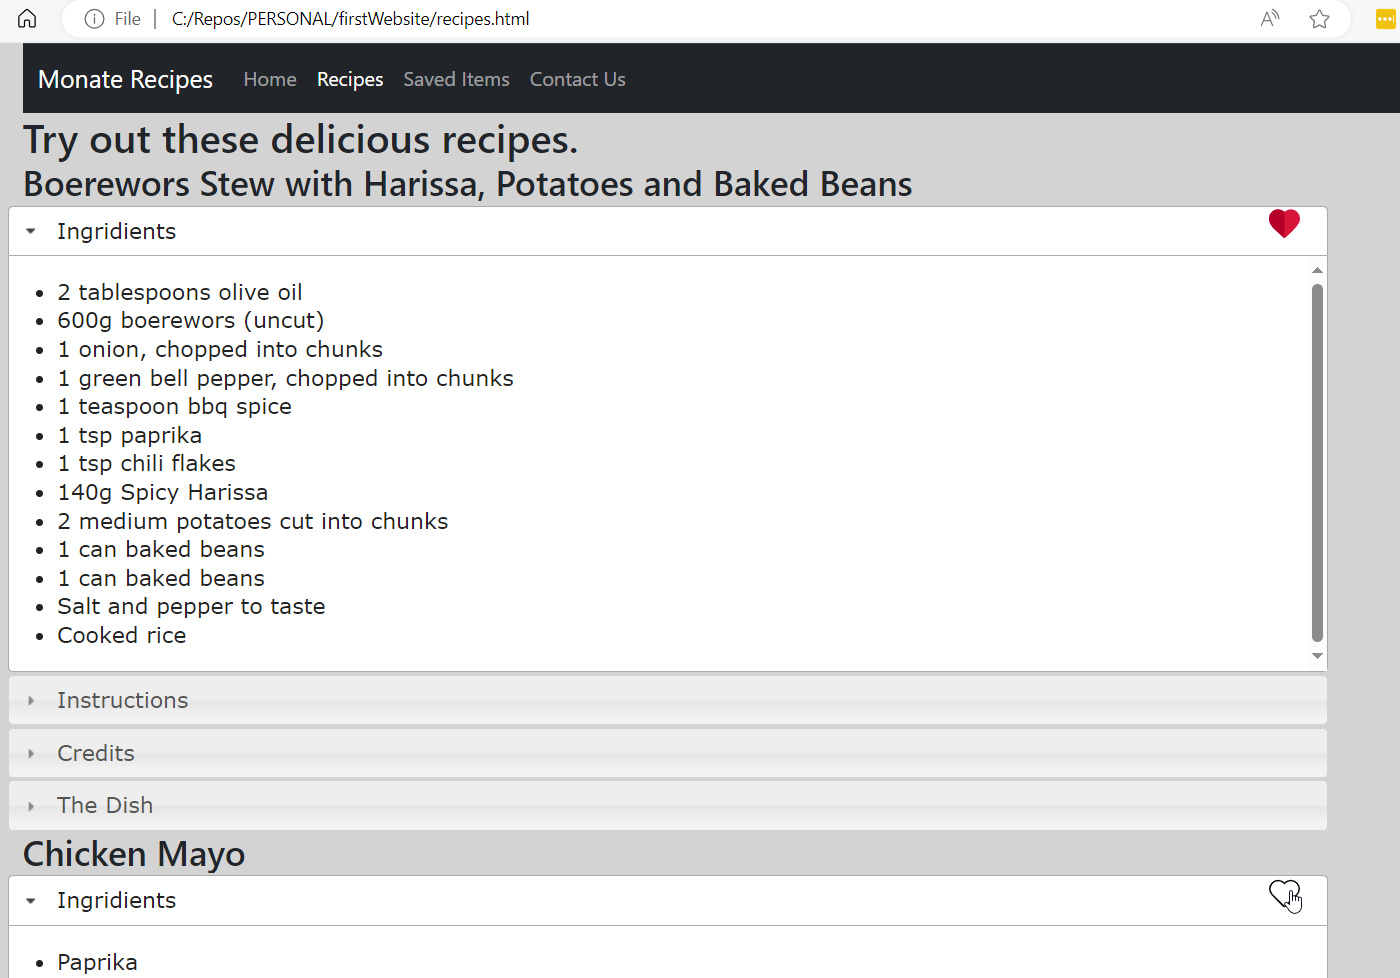 File C:/Repos/PERSONAL/firstWebsite/recipes.html A
Monate Recipes Home Recipes Saved Items Contact Us
Try out these delicious recipes.
Boerewors Stew with Harissa, Potatoes and Baked Beans
Ingridients
2 tablespoons olive oil
600g boerewors (uncut)
1 onion, chopped into chunks
1 green bell pepper, chopped into chunks
1 teaspoon bbq spice
1 tsp paprika
1 tsp chili flakes
140g Spicy Harissa
2 medium potatoes cut into chunks
1 can baked beans
1 can baked beans
Salt and pepper to taste
Cooked rice
Instructions
Credits
The Dish
Chicken Mayo
Ingridients
Paprika